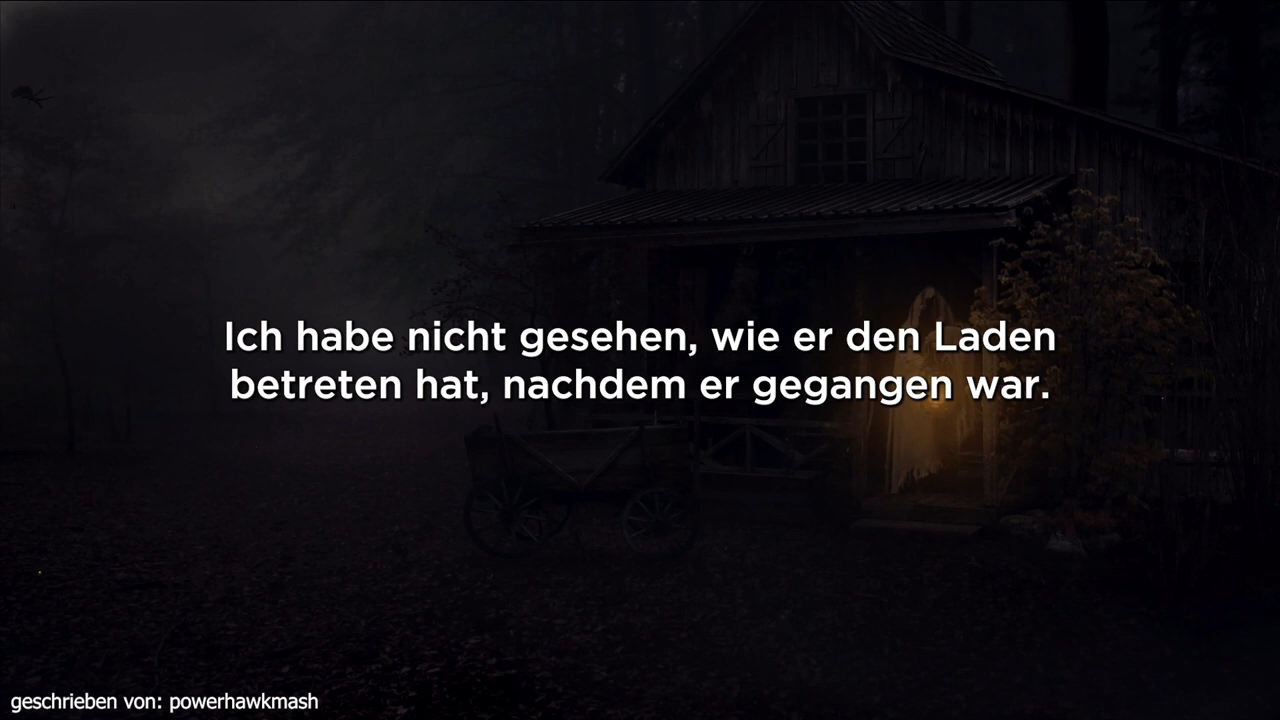 Ich habe nicht gesehen, wie er den Laden
betreten hat, nachdem er gegangen war.
geschrieben von: powerhawkmash